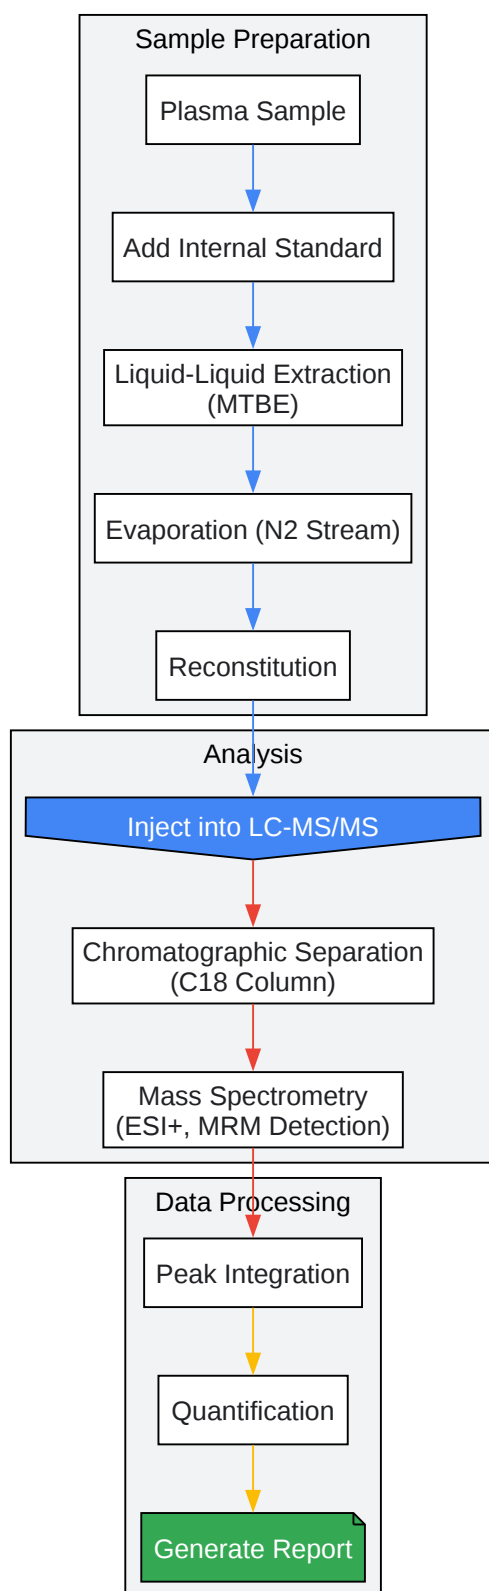 Sample Preparation
Plasma Sample
Add Internal Standard
Liquid-Liquid Extraction
(MTBE)
Evaporation (N2 Stream)
Reconstitution
Analysis
Inject into LC-MS/MS
Chromatographic Separation
(C18 Column)
Mass Spectrometry
(ESI+, MRM Detection)
Data Processing
Peak Integration
Quantification
Generate Report